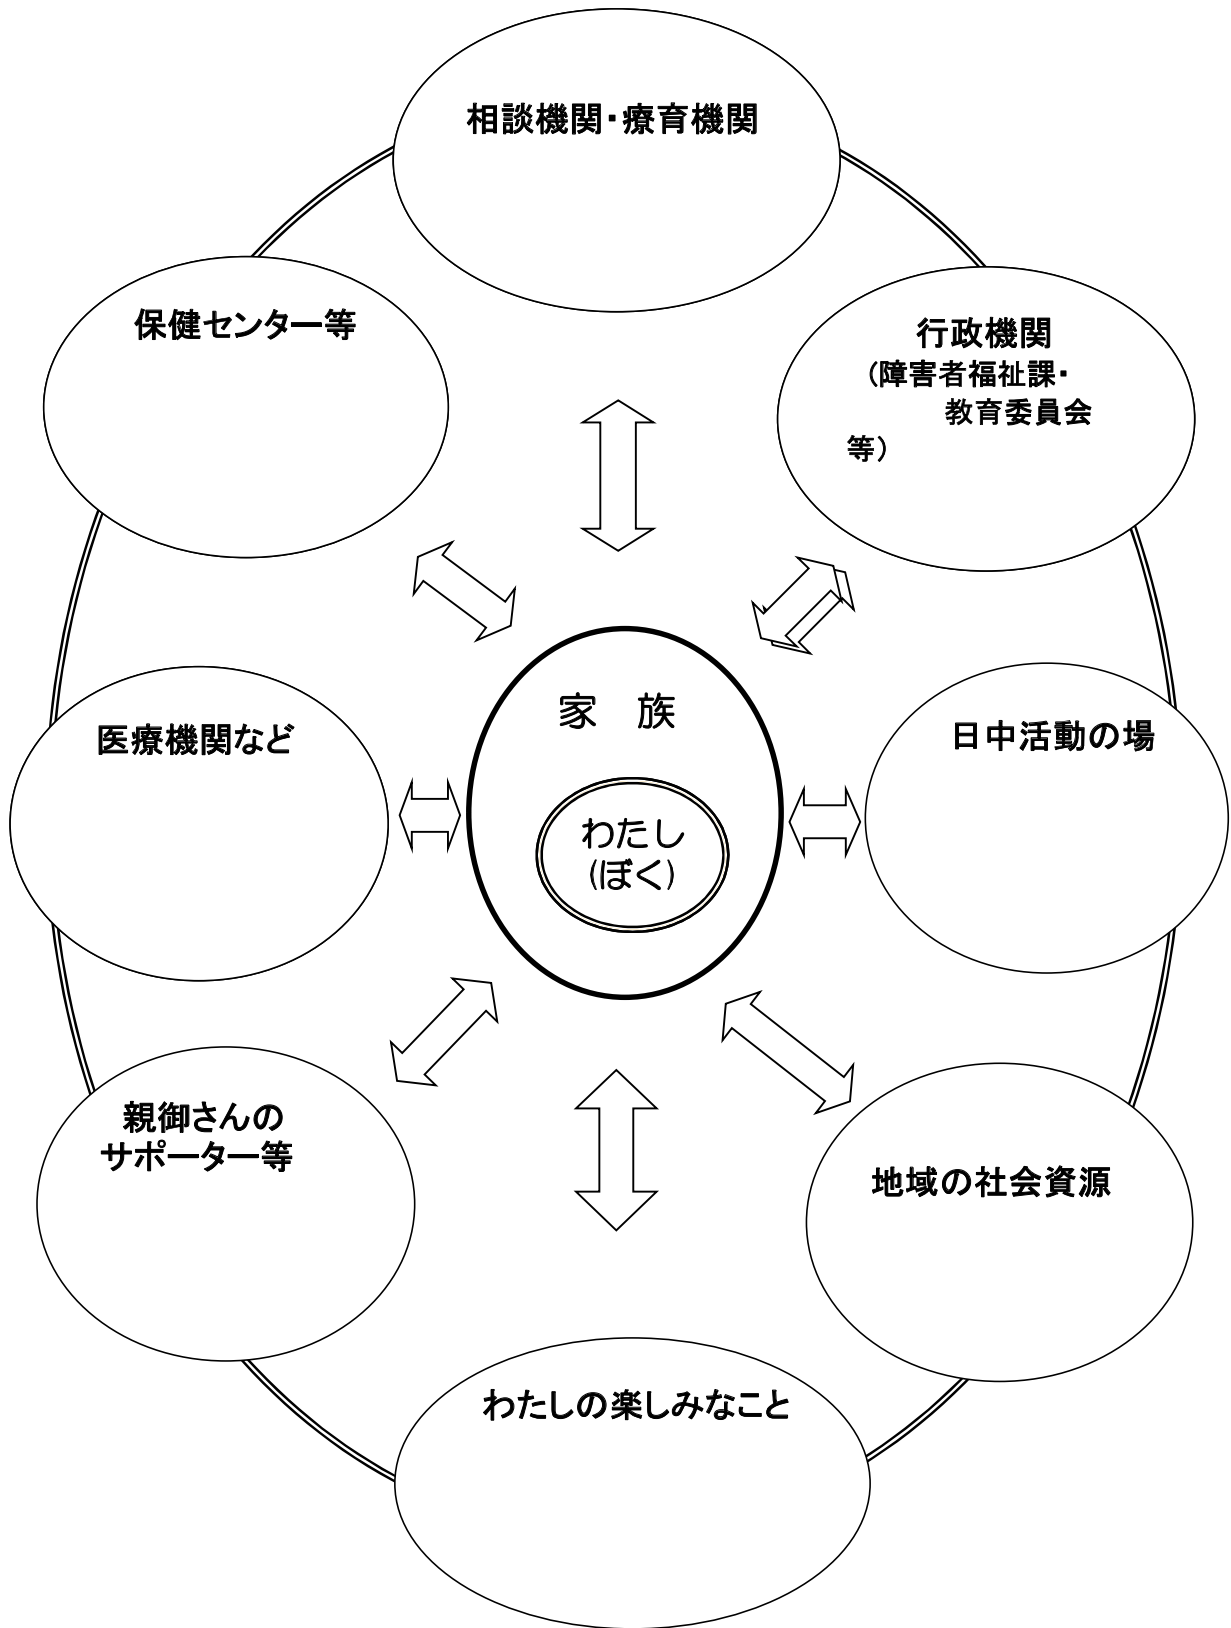 相談機関・療育機関
保健センター等
行政機関
（障害者福祉課・
教育委員会
等）
家　族
わたし
(ぼく)
医療機関など
日中活動の場
親御さんの
サポーター等
地域の社会資源
わたしの楽しみなこと